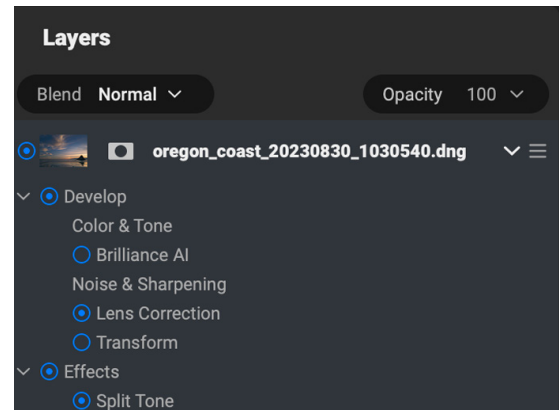 Layers
Blend Normal Opacity 100
oregon_coast_20230830_1030540.dng
Develop
Color & Tone
Brilliance AI
Noise & Sharpening
Lens Correction
Transform
Effects
Split Tone